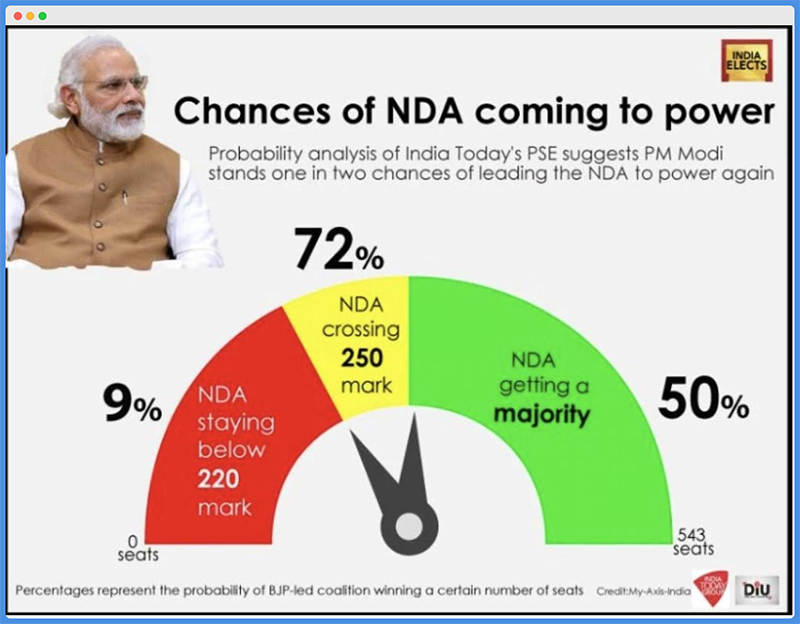 INDIA
ELECTS
Chances of NDA coming to power
Probability analysis of India Today's PSE suggests PM Modi
stands one in two chances of leading the NDA to power again
72%
NDA
crossing
250
mark
9%
NDA
staying
below
220
mark
NDA
getting a
majority
50%
0
seats
543
seats
Percentages represent the probability of BJP-led coalition winning a certain number of seats
Credit:My-Axis-India
INDIA
TODAY
GROUP
DIU